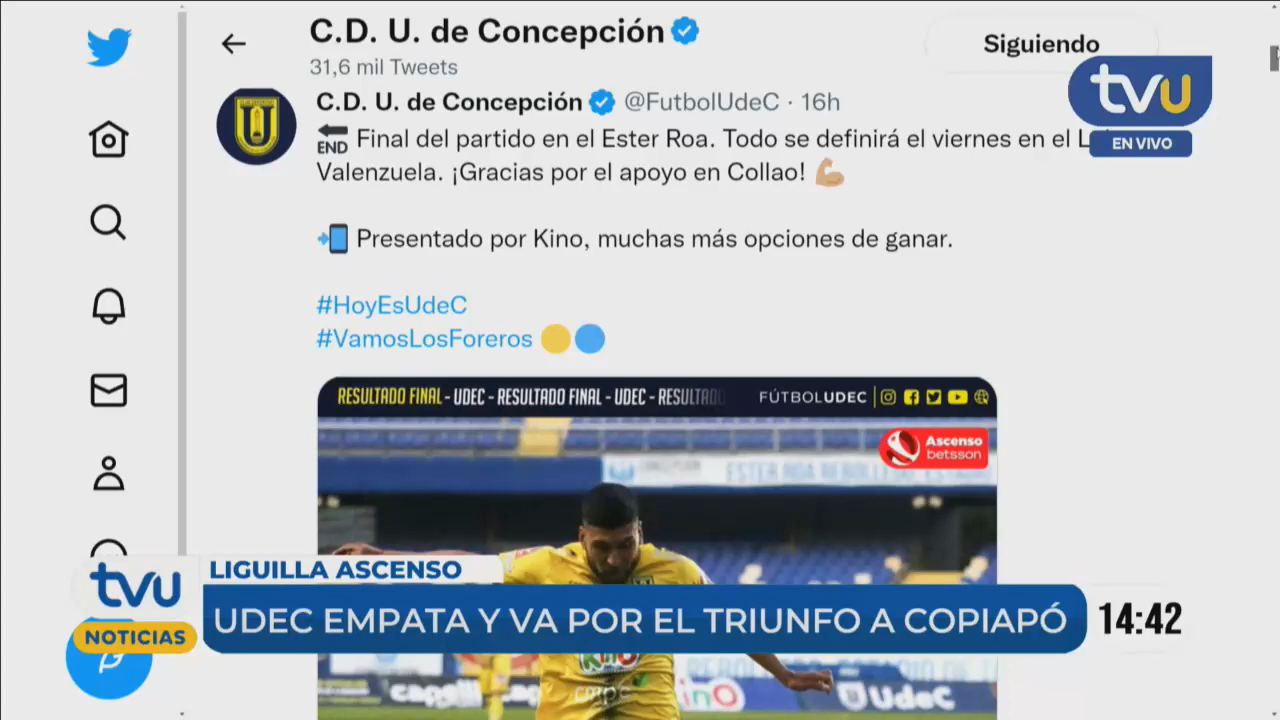 C.D. U. de Concepción
31,6 mil Tweets
Siguiendo
tvu
EN VIVO
C.D. U. de Concepción @FutbolUdeC · 16h
END Final del partido en el Ester Roa. Todo se definirá el viernes en el
Valenzuela. ¡Gracias por el apoyo en Collao!
Presentado por Kino, muchas más opciones de ganar.
#HoyEsUdeC
#VamosLosForeros
RESULTADO FINAL - UDEC - RESULTADO FINAL - UDEC - RESULTADO
FÚTBOLUDEC
Ascenso
betsson
tvu
NOTICIAS
LIGUILLA ASCENSO
UDEC EMPATA Y VA POR EL TRIUNFO A COPIAPÓ
14:42
KINO
cmpc
UdeC